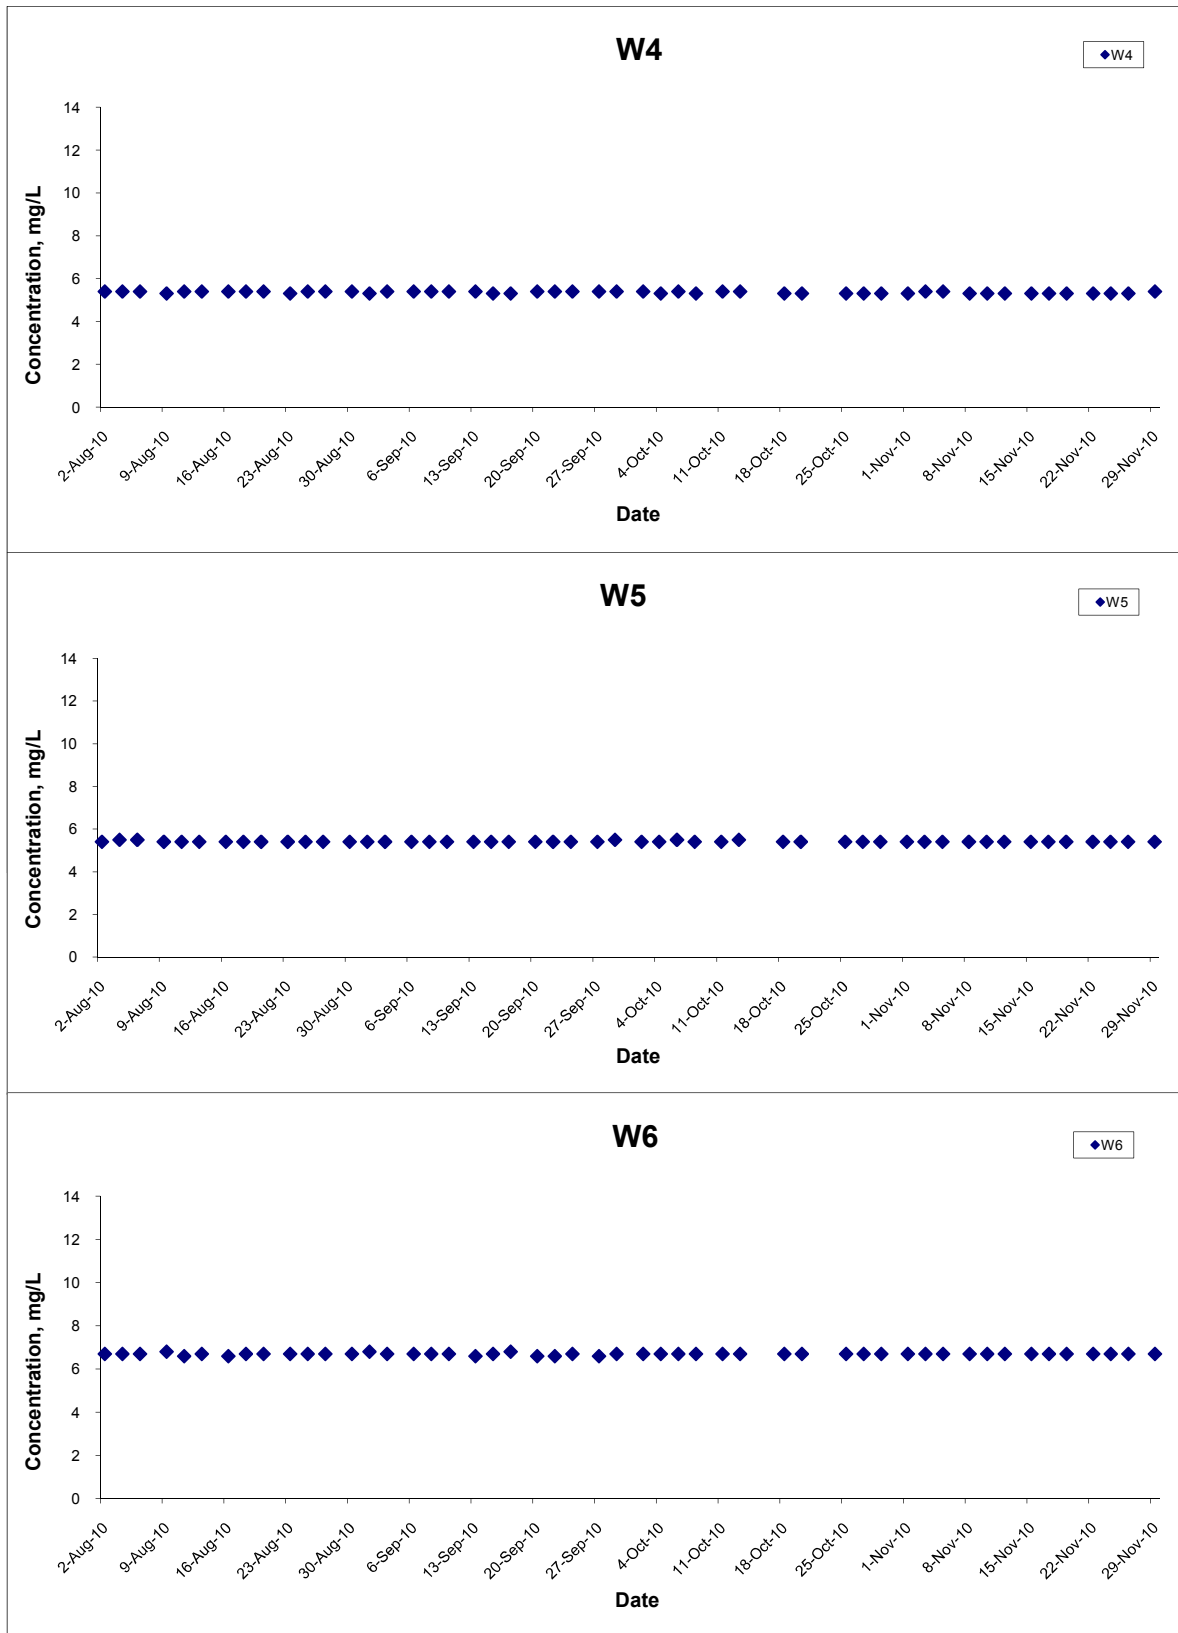 W4
W4
14
12
10
8
6
4
2
0
Concentration, mg/L
2-Aug-10
9-Aug-10
16-Aug-10
23-Aug-10
30-Aug-10
6-Sep-10
13-Sep-10
20-Sep-10
27-Sep-10
4-Oct-10
11-Oct-10
18-Oct-10
25-Oct-10
1-Nov-10
8-Nov-10
15-Nov-10
22-Nov-10
29-Nov-10
Date
W5
W5
14
12
10
8
6
4
2
0
Concentration, mg/L
2-Aug-10
9-Aug-10
16-Aug-10
23-Aug-10
30-Aug-10
6-Sep-10
13-Sep-10
20-Sep-10
27-Sep-10
4-Oct-10
11-Oct-10
18-Oct-10
25-Oct-10
1-Nov-10
8-Nov-10
15-Nov-10
22-Nov-10
29-Nov-10
Date
W6
W6
14
12
10
8
6
4
2
0
Concentration, mg/L
2-Aug-10
9-Aug-10
16-Aug-10
23-Aug-10
30-Aug-10
6-Sep-10
13-Sep-10
20-Sep-10
27-Sep-10
4-Oct-10
11-Oct-10
18-Oct-10
25-Oct-10
1-Nov-10
8-Nov-10
15-Nov-10
22-Nov-10
29-Nov-10
Date